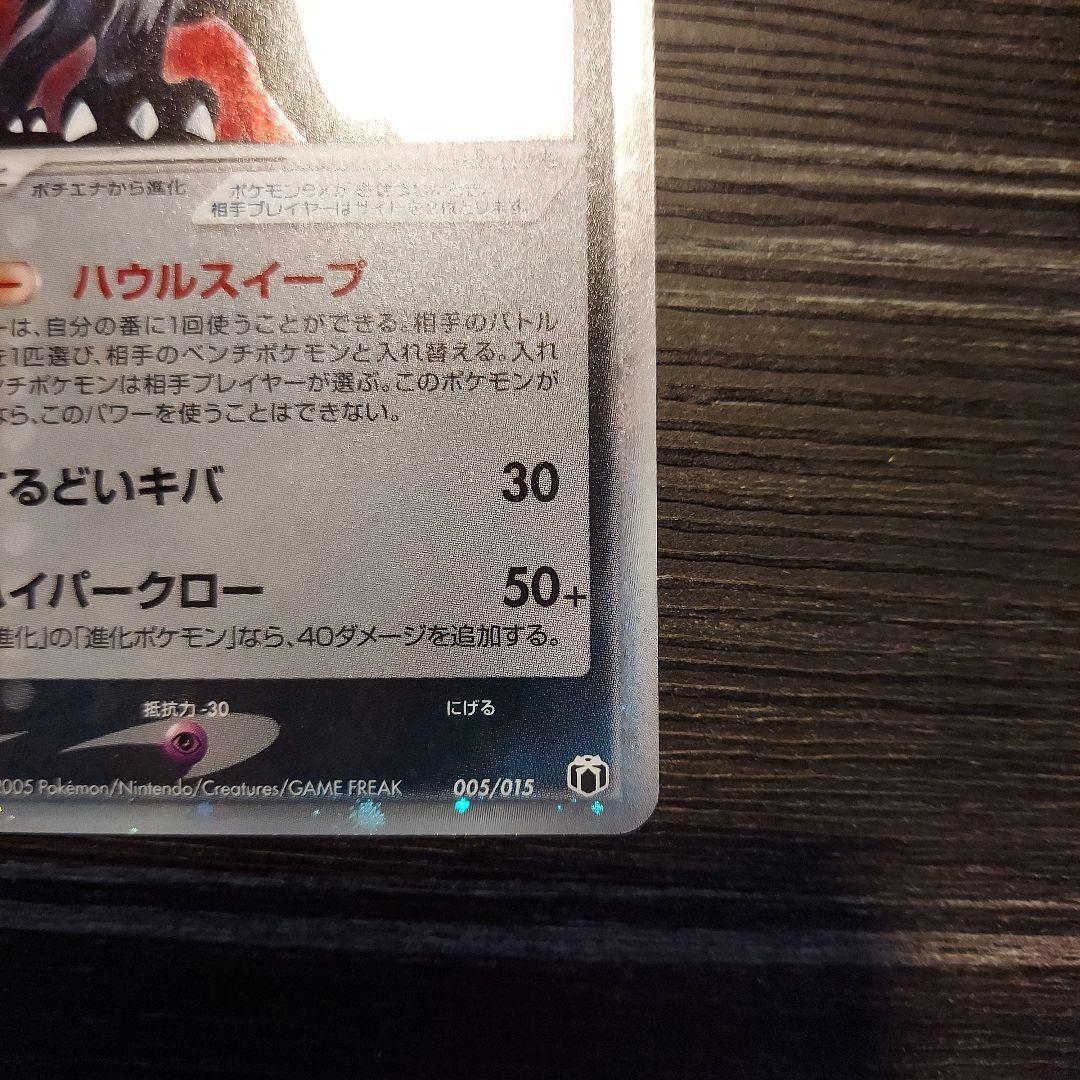 ポチエナから進化
ポケモンexが
相手プレイヤーはサイドを2枚とります。
ハウルスイープ
ーは、自分の番に1回使うことができる。相手のバトル
を1匹選び、相手のベンチポケモンと入れ替える。入れ
ンチポケモンは相手プレイヤーが選ぶ。このポケモンが
なら、このパワーを使うことはできない。
するどいキバ 30
ハイパークロー 50+
進化」の「進化ポケモン」なら、40ダメージを追加する。
抵抗力 -30 にげる
2005 Pokémon/Nintendo/Creatures/GAME FREAK 005/015